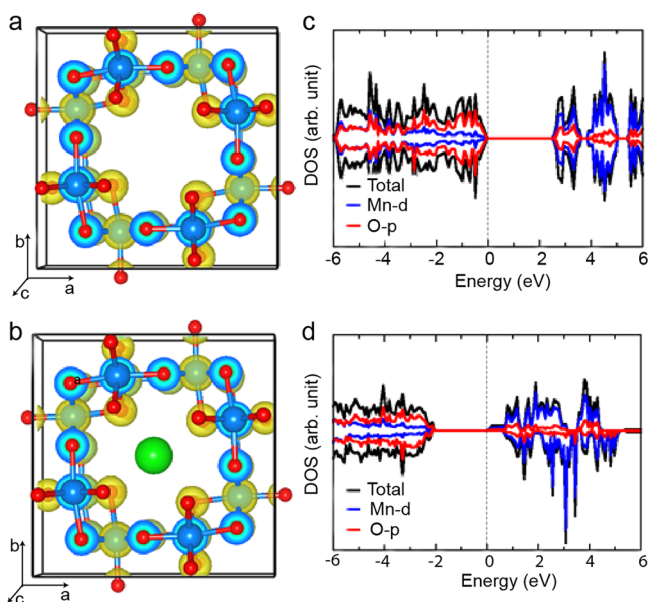 a
b
c
a
b
a
b
c
a
c
DOS (arb. unit)
Total
Mn-d
O-p
-6 -4 -2 0 2 4 6
Energy (eV)
d
DOS (arb. unit)
Total
Mn-d
O-p
-6 -4 -2 0 2 4 6
Energy (eV)